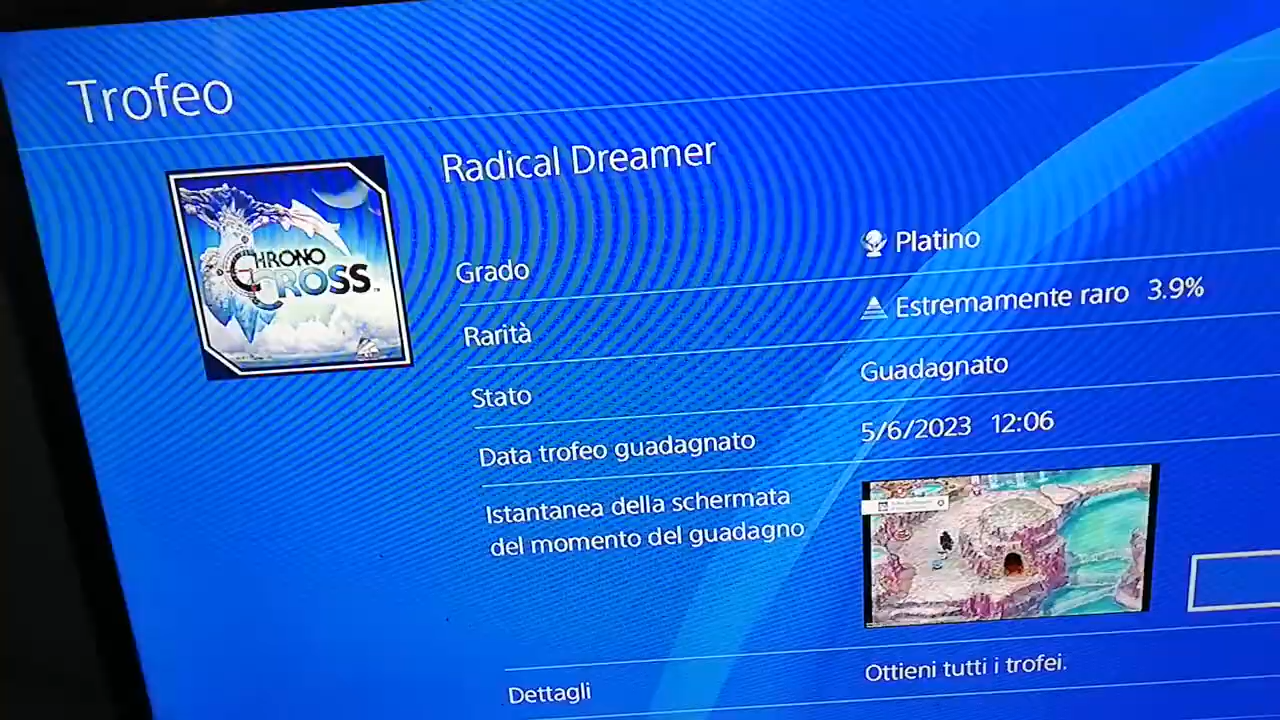 Trofeo
CHRONO
CROSS™
Radical Dreamer
Grado
Platino
Rarità
Estremamente raro 3.9%
Stato
Guadagnato
Data trofeo guadagnato
5/6/2023 12:06
Istantanea della schermata
del momento del guadagno
Dettagli
Ottieni tutti i trofei.